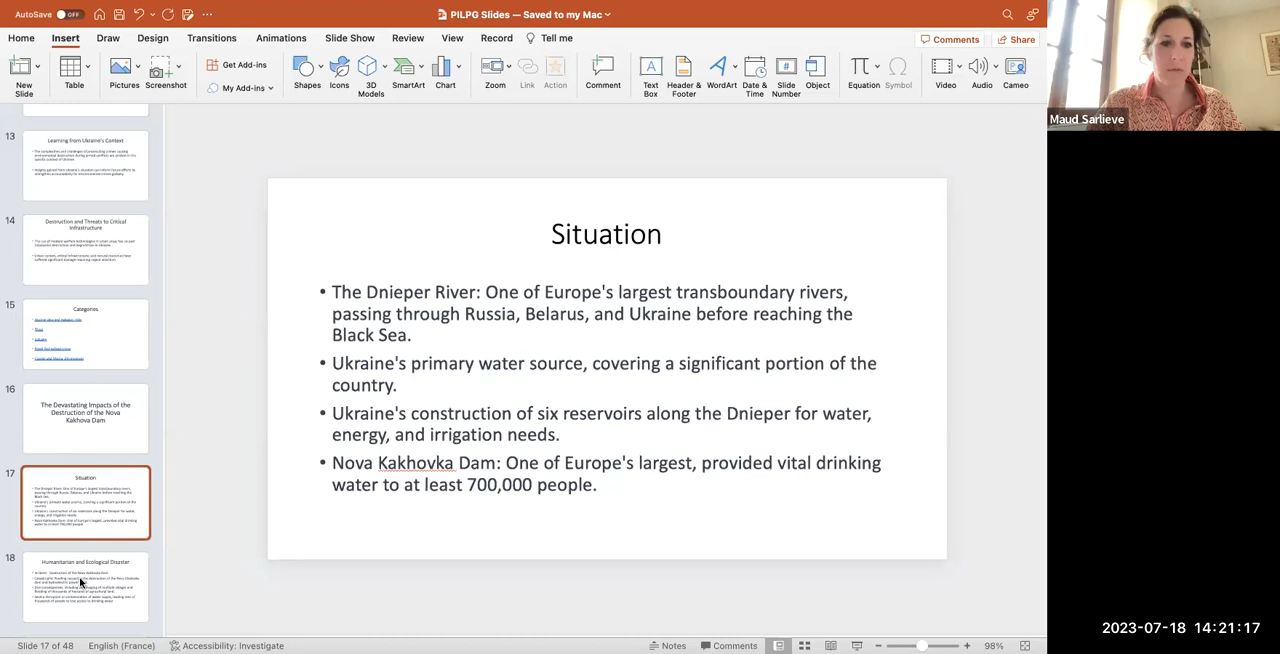 AutoSave OFF
PILPG Slides — Saved to my Mac
Home Insert Draw Design Transitions Animations Slide Show Review View Record Tell me
Comments Share
New Slide
Table
Pictures
Screenshot
Get Add-ins
My Add-ins
Shapes
Icons
3D Models
SmartArt
Chart
Zoom
Link
Action
Comment
Text Box
Header & Footer
WordArt
Date & Time
Slide Number
Object
Equation
Symbol
Video
Audio
Cameo
Maud Sarlieve
13
Learning from Ukraine's Context
14
Destruction and Threats to Critical
Infrastructure
15
Categories
16
The Devastating Impacts of the
Destruction of the Nova
Kakhova Dam
17
Situation
18
Humanitarian and Ecological Disaster
Situation
• The Dnieper River: One of Europe's largest transboundary rivers,
passing through Russia, Belarus, and Ukraine before reaching the
Black Sea.
• Ukraine's primary water source, covering a significant portion of the
country.
• Ukraine's construction of six reservoirs along the Dnieper for water,
energy, and irrigation needs.
• Nova Kakhovka Dam: One of Europe's largest, provided vital drinking
water to at least 700,000 people.
2023-07-18 14:21:17
Slide 17 of 48 English (France) Accessibility: Investigate Notes Comments 98%